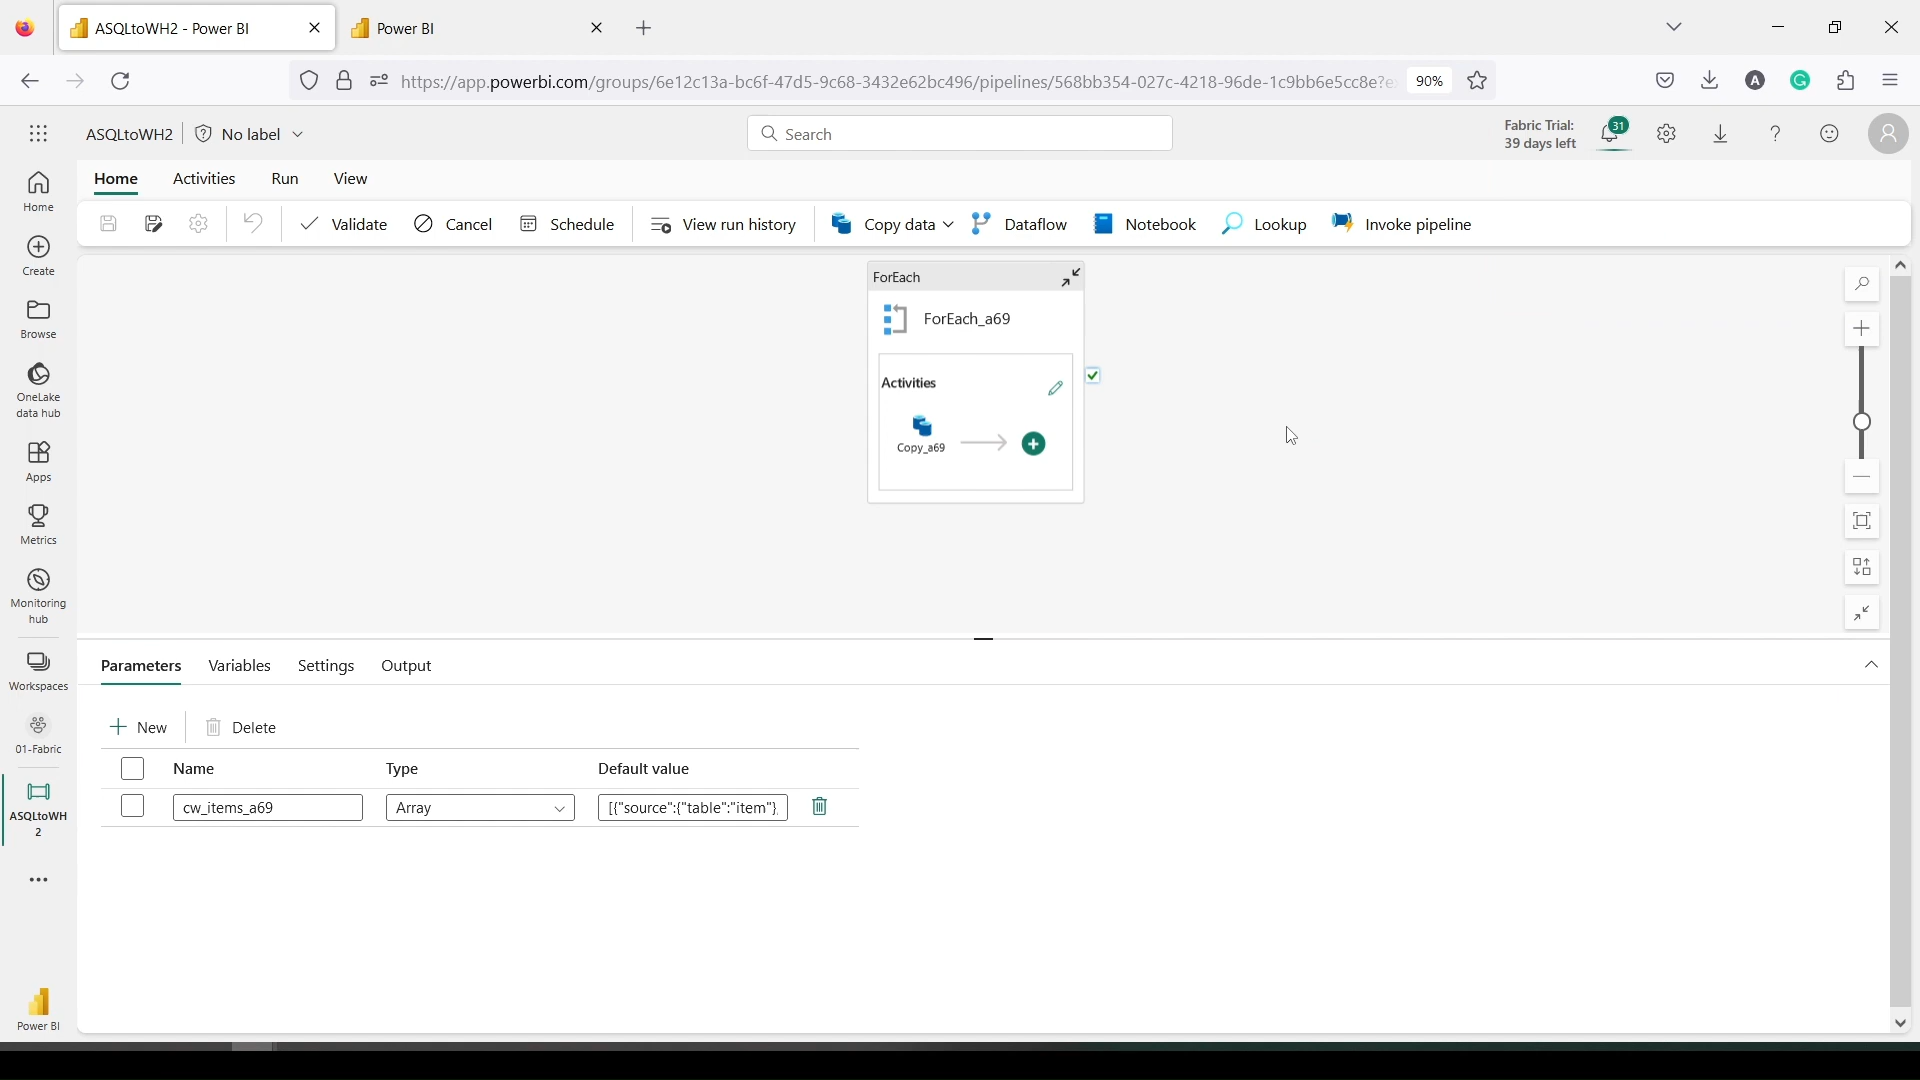 ASQLtoWH2 - Power BI
Power BI
https://app.powerbi.com/groups/6e12c13a-bc6f-47d5-9c68-3432e62bc496/pipelines/568bb354-027c-4218-96de-1c9bb6e5cc8e?e
90%
A
G
ASQLtoWH2
No label
Search
Fabric Trial:
39 days left
31
?
Home
Activities
Run
View
Validate
Cancel
Schedule
View run history
Copy data
Dataflow
Notebook
Lookup
Invoke pipeline
Home
Create
Browse
OneLake
data hub
Apps
Metrics
Monitoring
hub
Workspaces
01-Fabric
ASQLtoWH
2
Power BI
ForEach
ForEach_a69
Activities
Copy_a69
Parameters
Variables
Settings
Output
New
Delete
Name
Type
Default value
cw_items_a69
Array
[{"source":{"table":"item"},